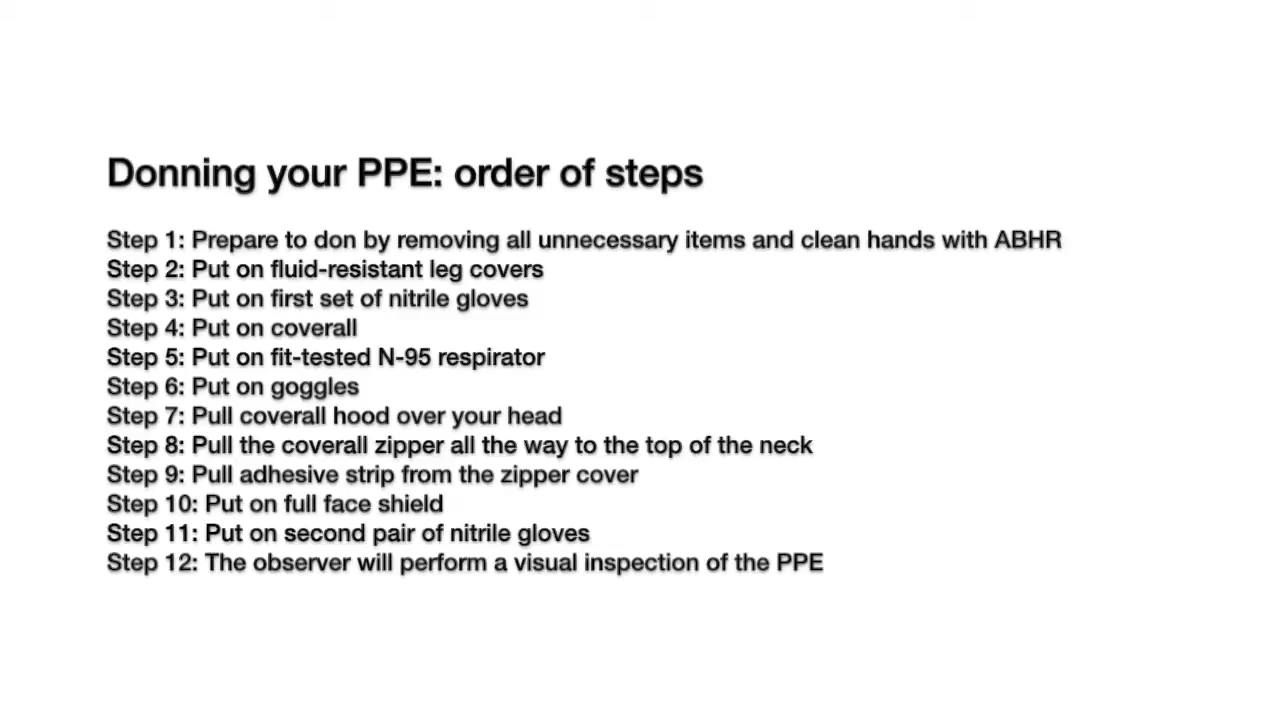 Donning your PPE: order of steps
Step 1: Prepare to don by removing all unnecessary items and clean hands with ABHR
Step 2: Put on fluid-resistant leg covers
Step 3: Put on first set of nitrile gloves
Step 4: Put on coverall
Step 5: Put on fit-tested N-95 respirator
Step 6: Put on goggles
Step 7: Pull coverall hood over your head
Step 8: Pull the coverall zipper all the way to the top of the neck
Step 9: Pull adhesive strip from the zipper cover
Step 10: Put on full face shield
Step 11: Put on second pair of nitrile gloves
Step 12: The observer will perform a visual inspection of the PPE